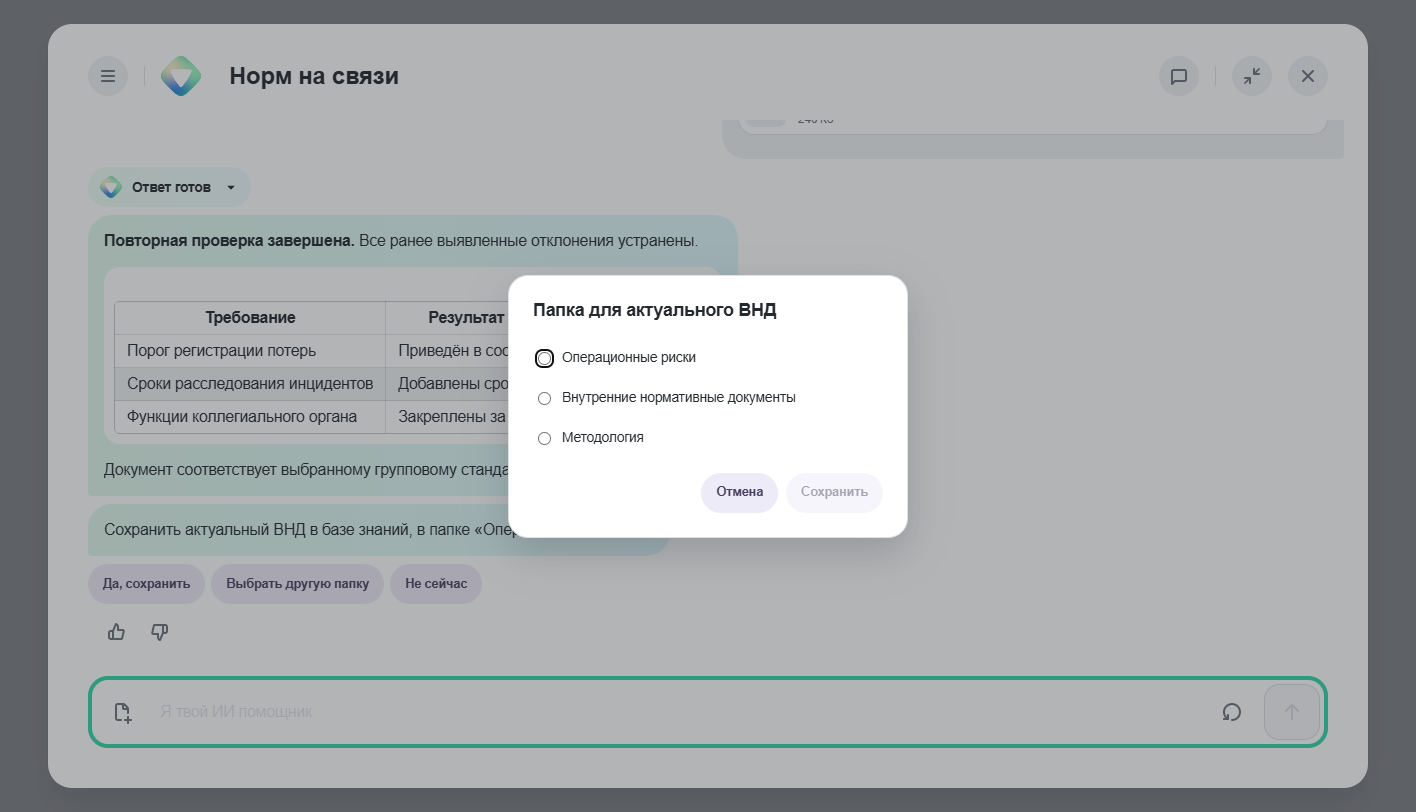 Норм на связи
Ответ готов
Повторная проверка завершена. Все ранее выявленные отклонения устранены.
Требование Результат
Порог регистрации потерь Приведён в соо
Сроки расследования инцидентов Добавлены сро
Функции коллегиального органа Закреплены за
Документ соответствует выбранному групповому станда
Сохранить актуальный ВНД в базе знаний, в папке «Опер
Да, сохранить Выбрать другую папку Не сейчас
Я твой ИИ помощник
Папка для актуального ВНД
Операционные риски
Внутренние нормативные документы
Методология
Отмена Сохранить